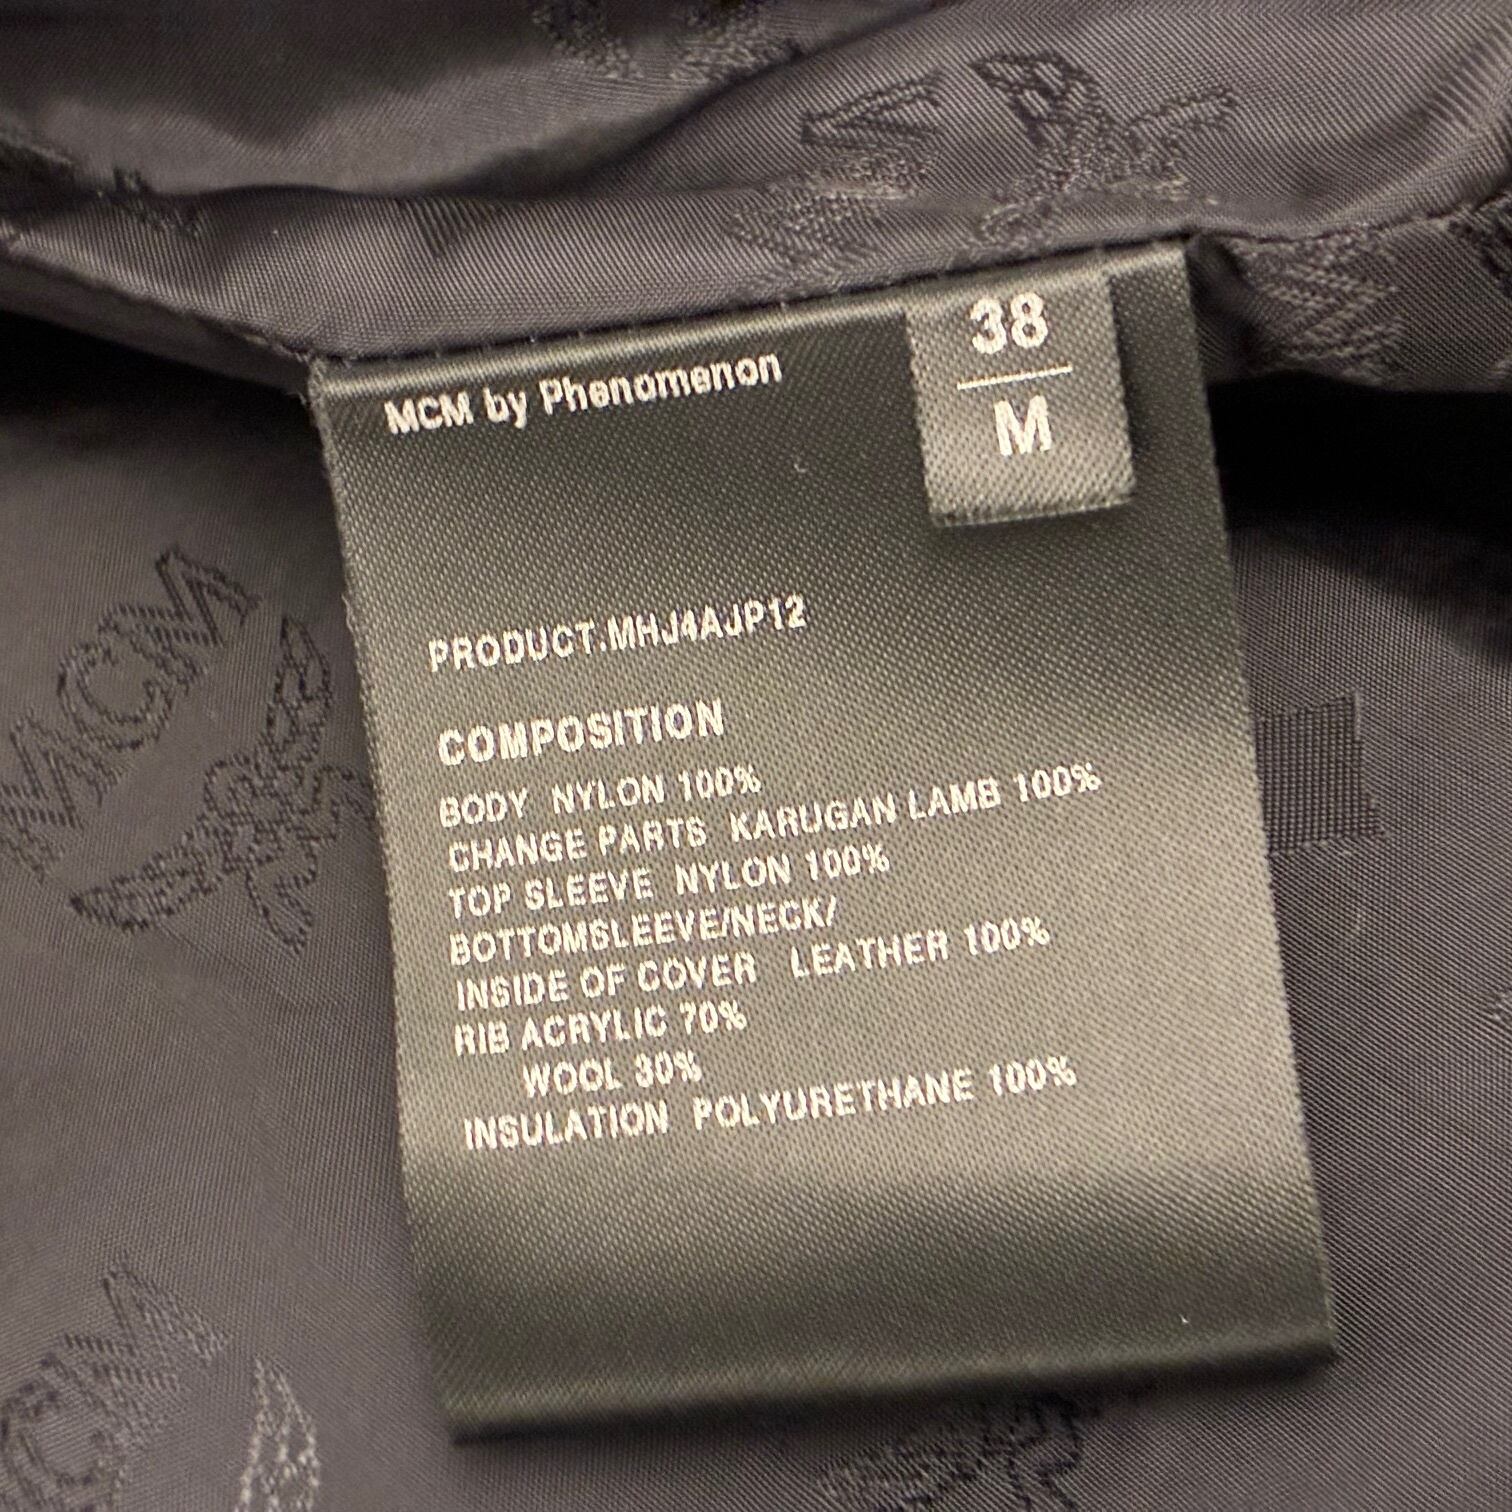 MCM by Phenomenon
38
M
PRODUCT.MHJ4AJP12
COMPOSITION
BODY NYLON 100%
CHANGE PARTS KARUGAN LAMB 100%
TOP SLEEVE NYLON 100%
BOTTOMSLEEVE/NECK/
INSIDE OF COVER LEATHER 100%
RIB ACRYLIC 70%
WOOL 30%
INSULATION POLYURETHANE 100%
MCM